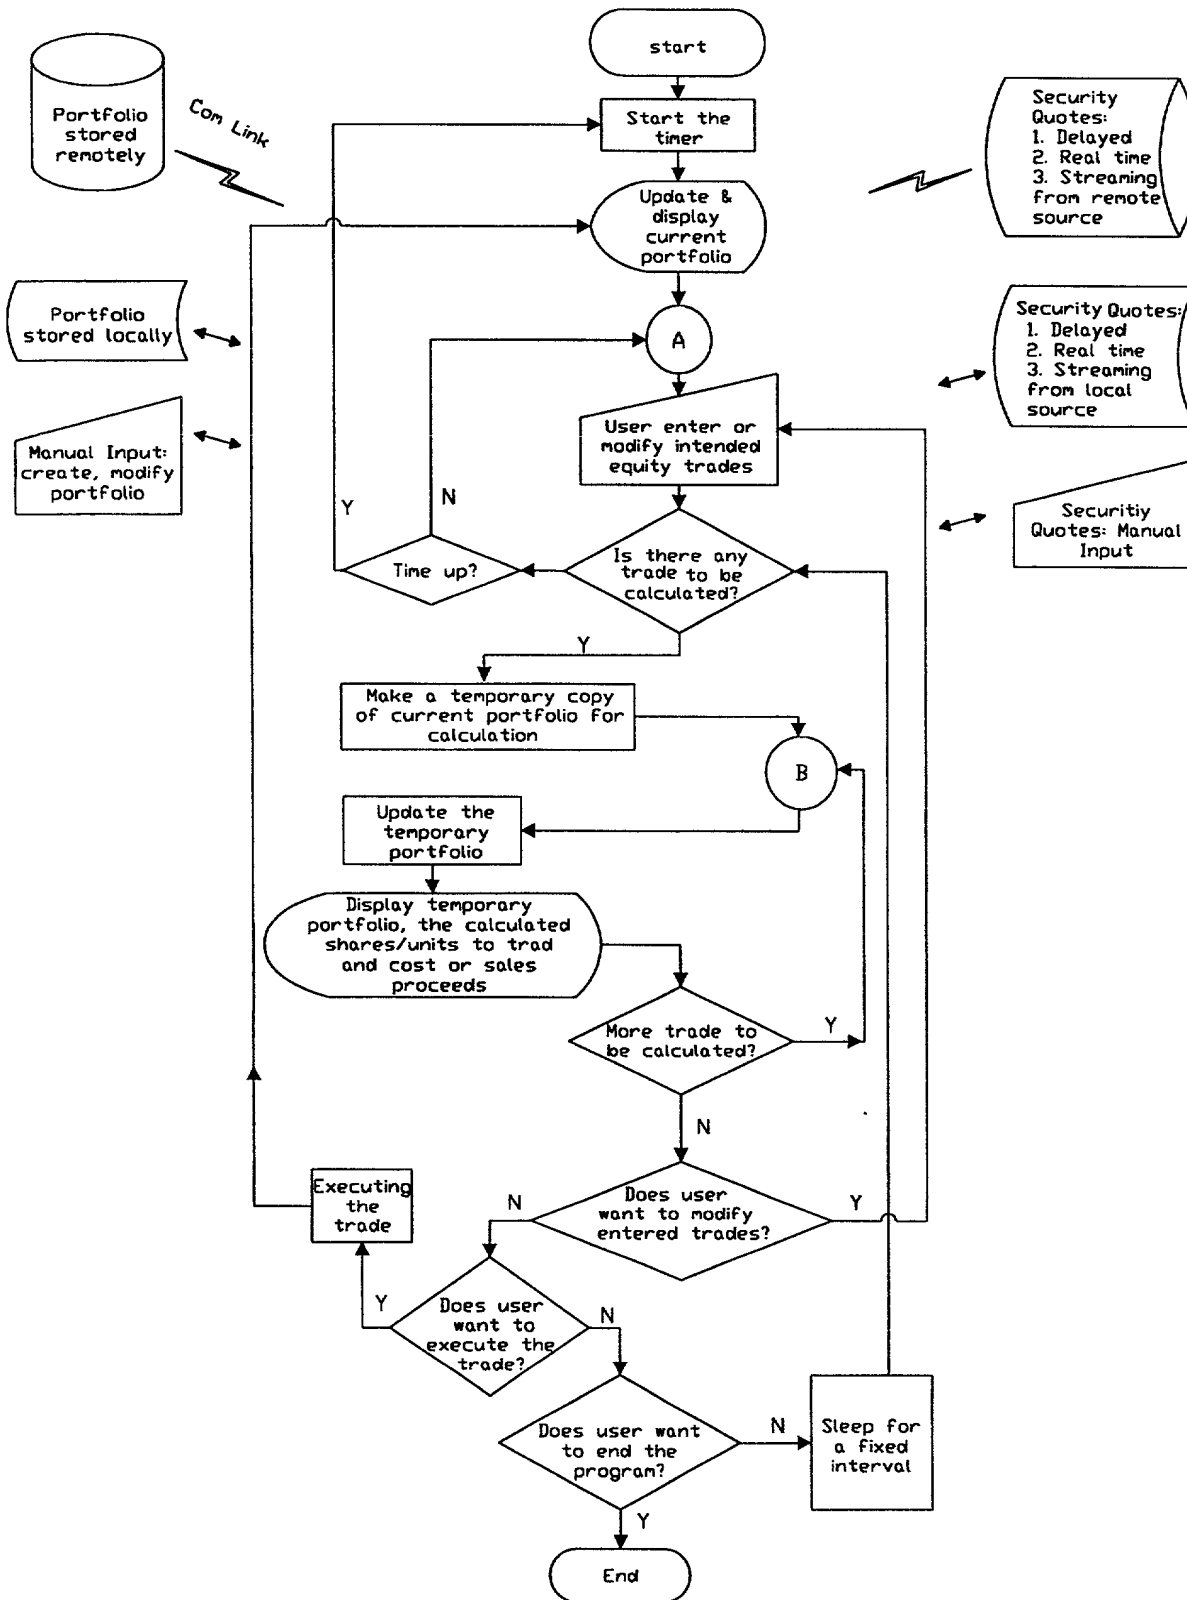 start
Portfolio
stored
remotely
Com Link
Start the
timer
Security
Quotes:
1. Delayed
2. Real time
3. Streaming
from remote
source
Update &
display
current
portfolio
Portfolio
stored locally
A
Security Quotes:
1. Delayed
2. Real time
3. Streaming
from local
source
Manual Input:
create, modify
portfolio
User enter or
modify intended
equity trades
Securitiy
Quotes: Manual
Input
Y
N
Time up?
Is there any
trade to be
calculated?
Y
Make a temporary copy
of current portfolio for
calculation
B
Update the
temporary
portfolio
Display temporary
portfolio, the calculated
shares/units to trad
and cost or sales
proceeds
More trade to
be calculated?
Y
N
Executing
the
trade
N
Does user
want to modify
entered trades?
Y
Y
Does user
want to
execute the
trade?
N
Does user want
to end the
program?
N
Sleep for
a fixed
interval
Y
End